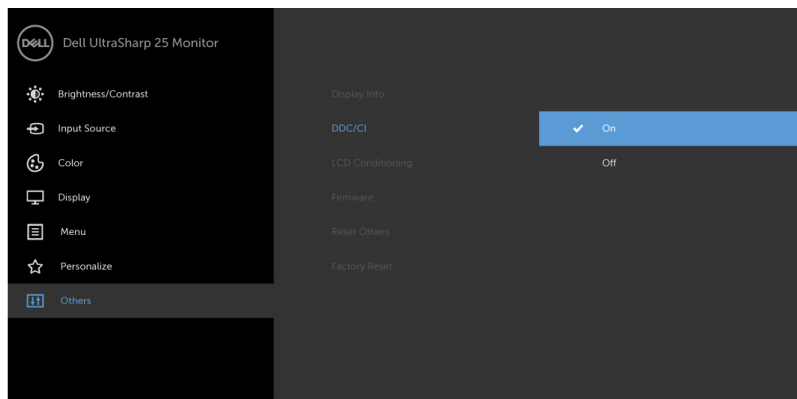 DELL Dell UltraSharp 25 Monitor
Brightness/Contrast
Input Source
Color
Display
Menu
Personalize
Others
Display Info
DDC/CI
LCD Conditioning
Firmware
Reset Others
Factory Reset
On
Off